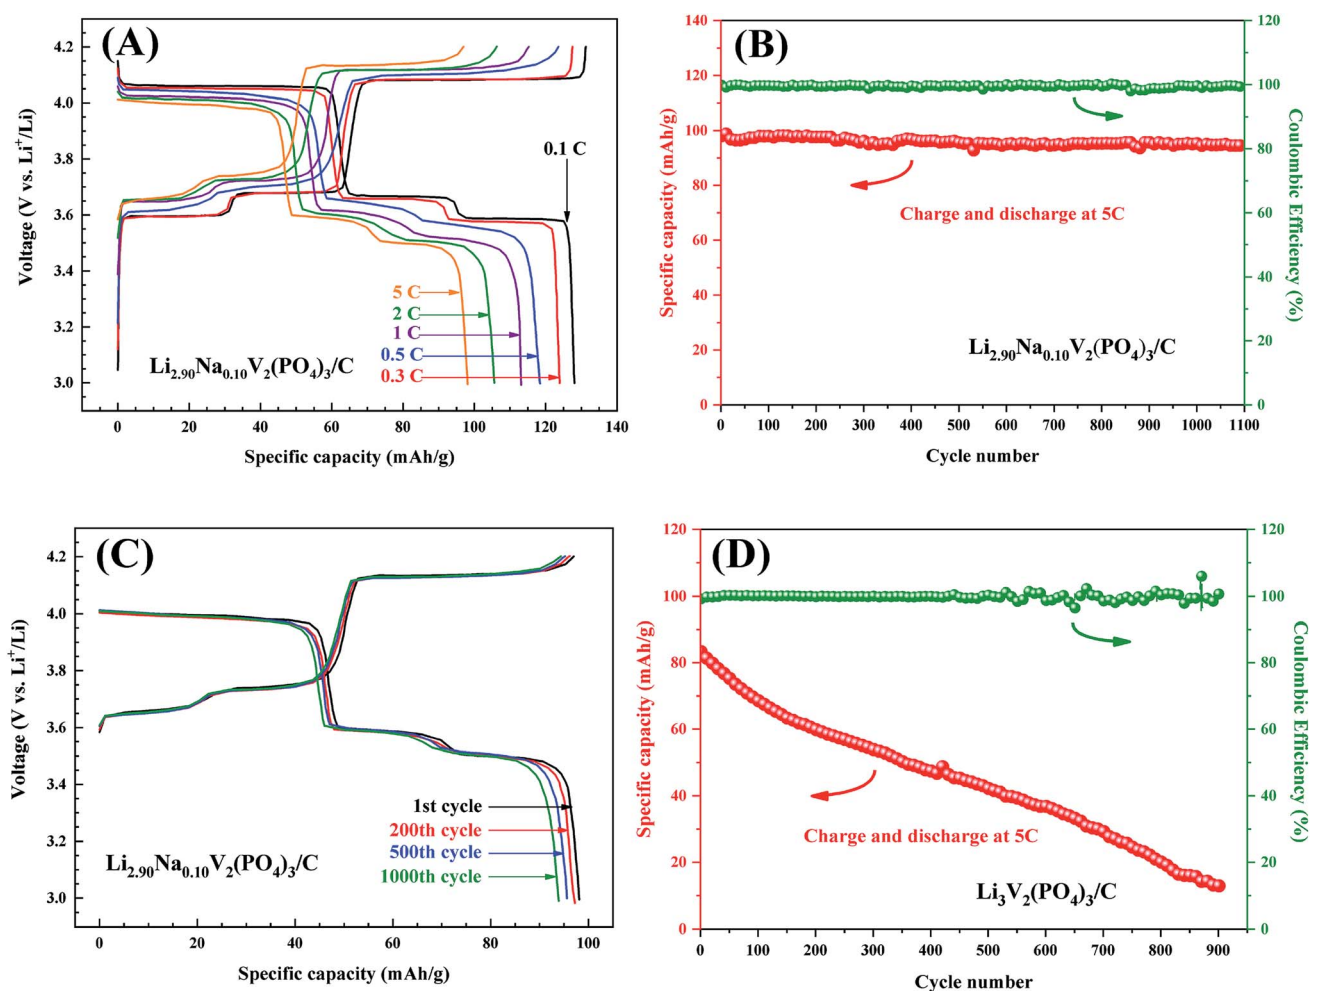 (A)
4.2
4.0
3.8
3.6
3.4
3.2
3.0
Voltage (V vs. Li⁺/Li)
0.1 C
5 C
2 C
1 C
0.5 C
0.3 C
Li₂.₉₀Na₀.₁₀V₂(PO₄)₃/C
0 20 40 60 80 100 120 140
Specific capacity (mAh/g)
(B)
140
120
100
80
60
40
20
0
Specific capacity (mAh/g)
120
100
80
60
40
20
0
Coulombic Efficiency (%)
Charge and discharge at 5C
Li₂.₉₀Na₀.₁₀V₂(PO₄)₃/C
0 100 200 300 400 500 600 700 800 900 1000 1100
Cycle number
(C)
4.2
4.0
3.8
3.6
3.4
3.2
3.0
Voltage (V vs. Li⁺/Li)
1st cycle
200th cycle
500th cycle
1000th cycle
Li₂.₉₀Na₀.₁₀V₂(PO₄)₃/C
0 20 40 60 80 100
Specific capacity (mAh/g)
(D)
120
100
80
60
40
20
0
Specific capacity (mAh/g)
120
100
80
60
40
20
0
Coulombic Efficiency (%)
Charge and discharge at 5C
Li₃V₂(PO₄)₃/C
0 100 200 300 400 500 600 700 800 900
Cycle number